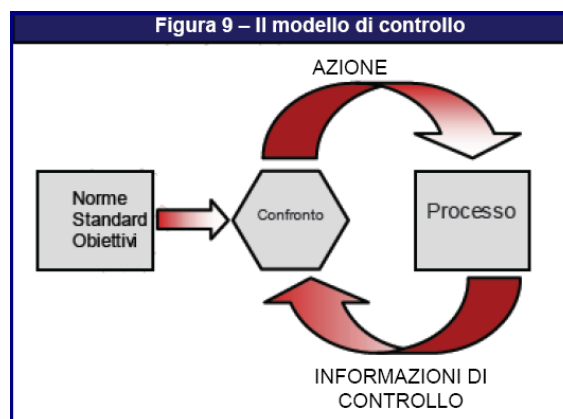 Figura 9 – Il modello di controllo
AZIONE
Norme
Standard
Obiettivi
Confronto
Processo
INFORMAZIONI DI
CONTROLLO